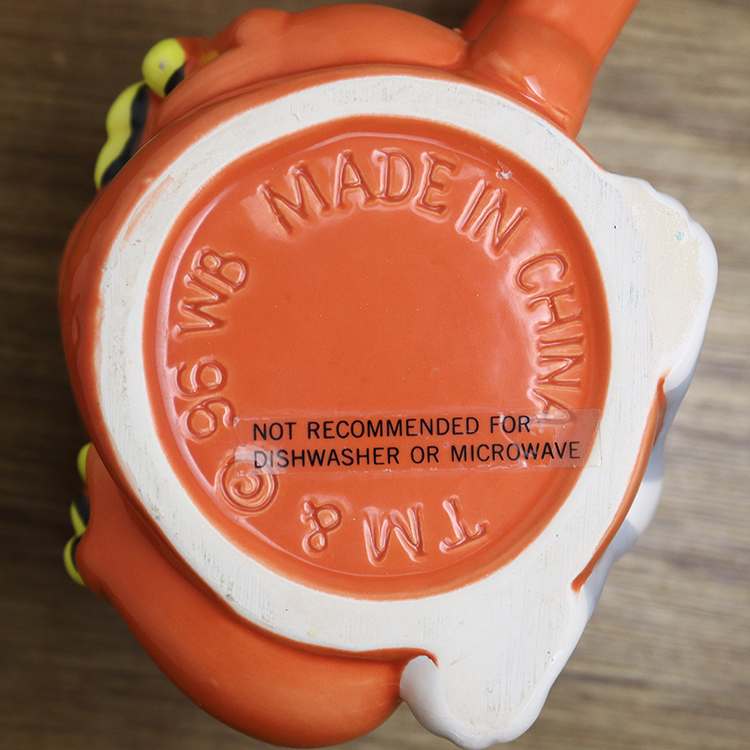 MADE IN CHINA
TM & © 96 WB
NOT RECOMMENDED FOR
DISHWASHER OR MICROWAVE